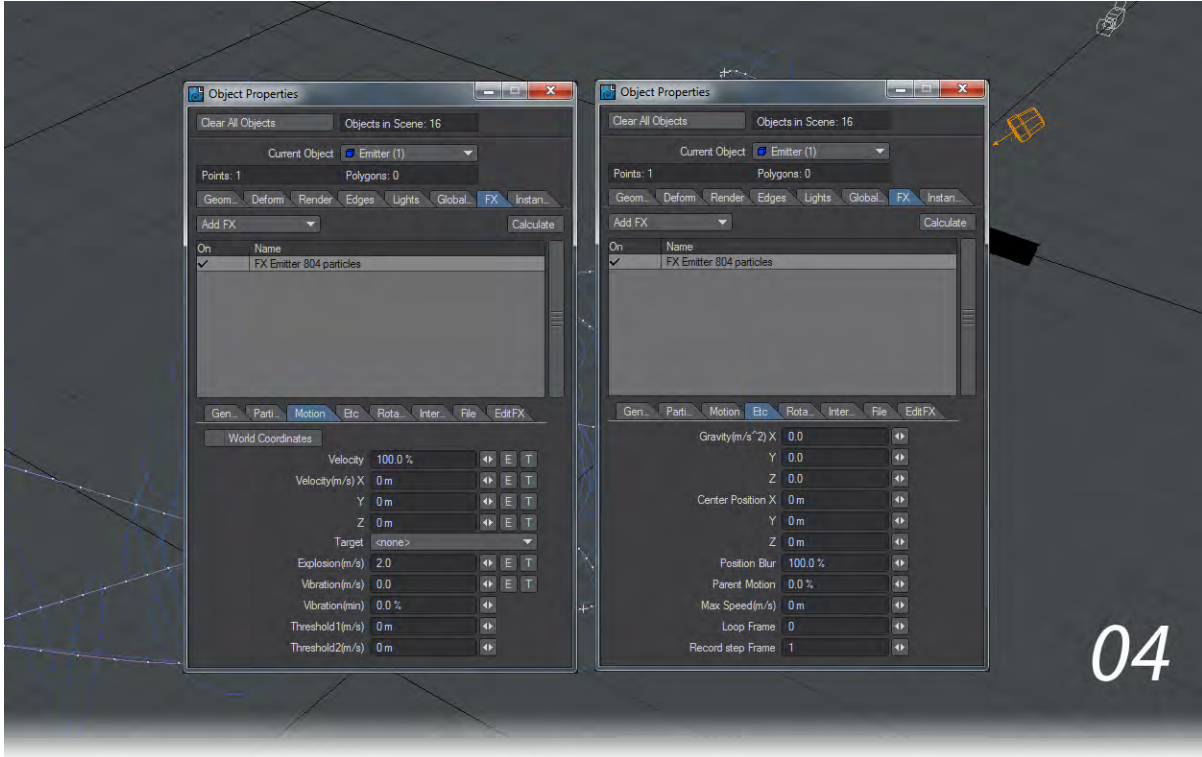 Object Properties
Clear All Objects Objects in Scene: 16
Current Object Emitter (1)
Points: 1 Polygons: 0
Geom... Deform Render Edges Lights Global... FX Instan...
Add FX Calculate
On Name
FX Emitter 804 particles
Gen... Parti... Motion Etc Rota... Inter... File EditFX
World Coordinates
Velocity 100.0 % E T
Velocity(m/s) X 0 m E T
Y 0 m E T
Z 0 m E T
Target <none>
Explosion(m/s) 2.0 E T
Vibration(m/s) 0.0 E T
Vibration(min) 0.0 %
Threshold1(m/s) 0 m
Threshold2(m/s) 0 m
Object Properties
Clear All Objects Objects in Scene: 16
Current Object Emitter (1)
Points: 1 Polygons: 0
Geom... Deform Render Edges Lights Global... FX Instan...
Add FX Calculate
On Name
FX Emitter 804 particles
Gen... Parti... Motion Etc Rota... Inter... File EditFX
Gravity(m/s^2) X 0.0
Y 0.0
Z 0.0
Center Position X 0 m
Y 0 m
Z 0 m
Position Blur 100.0 %
Parent Motion 0.0 %
Max Speed(m/s) 0 m
Loop Frame 0
Record step Frame 1
04